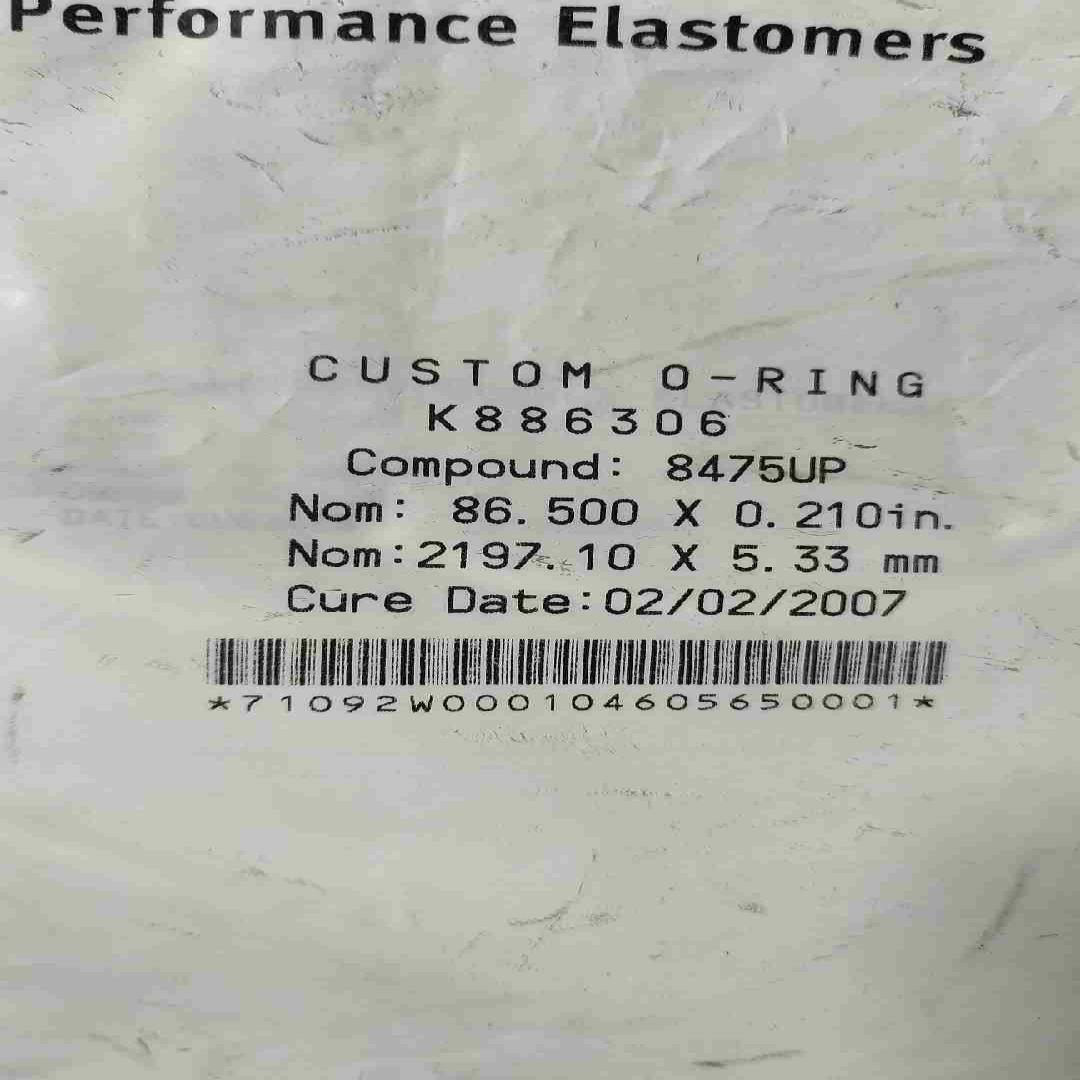 Performance Elastomers
CUSTOM O-RING
K886306
Compound: 8475UP
Nom: 86.500 X 0.210in.
Nom:2197.10 X 5.33 mm
Cure Date:02/02/2007
*71092W000104605650001*